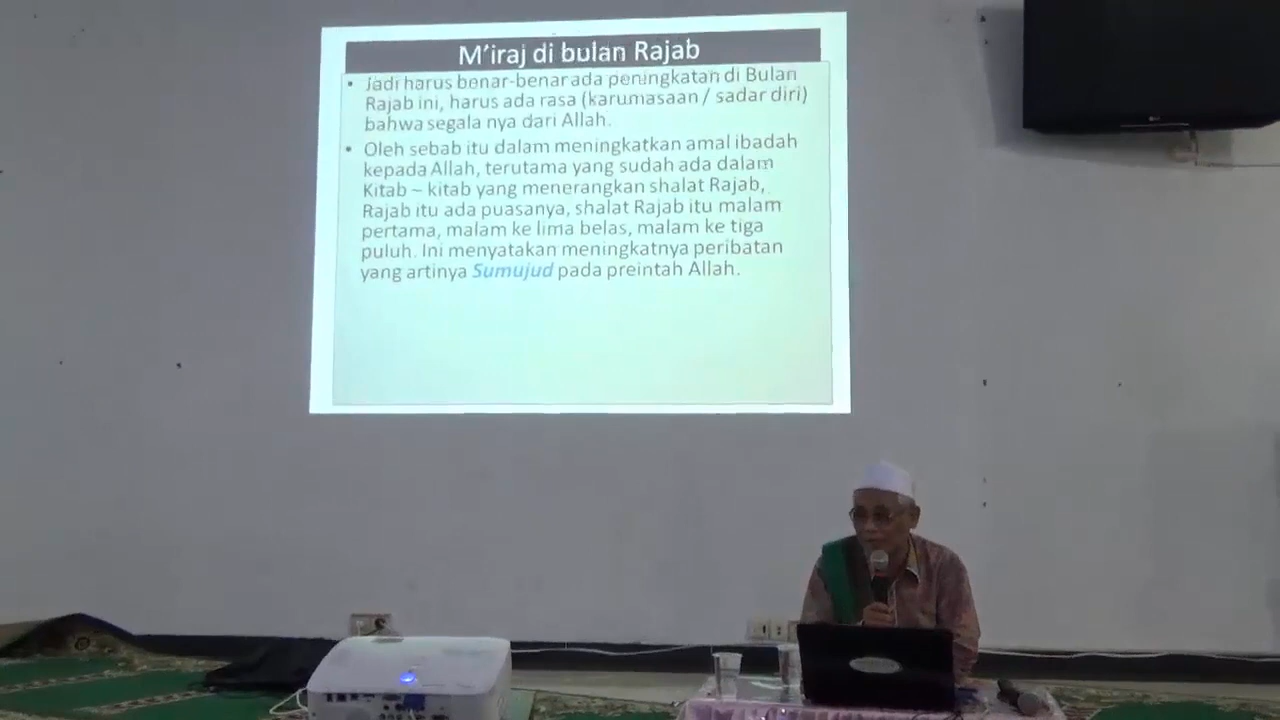 M'iraj di bulan Rajab
• Jadi harus benar-benar ada peningkatan di Bulan
Rajab ini, harus ada rasa (karumasaan / sadar diri)
bahwa segala nya dari Allah.
• Oleh sebab itu dalam meningkatkan amal ibadah
kepada Allah, terutama yang sudah ada dalam
Kitab – kitab yang menerangkan shalat Rajab,
Rajab itu ada puasanya, shalat Rajab itu malam
pertama, malam ke lima belas, malam ke tiga
puluh. Ini menyatakan meningkatnya peribatan
yang artinya Sumujud pada preintah Allah.
LG